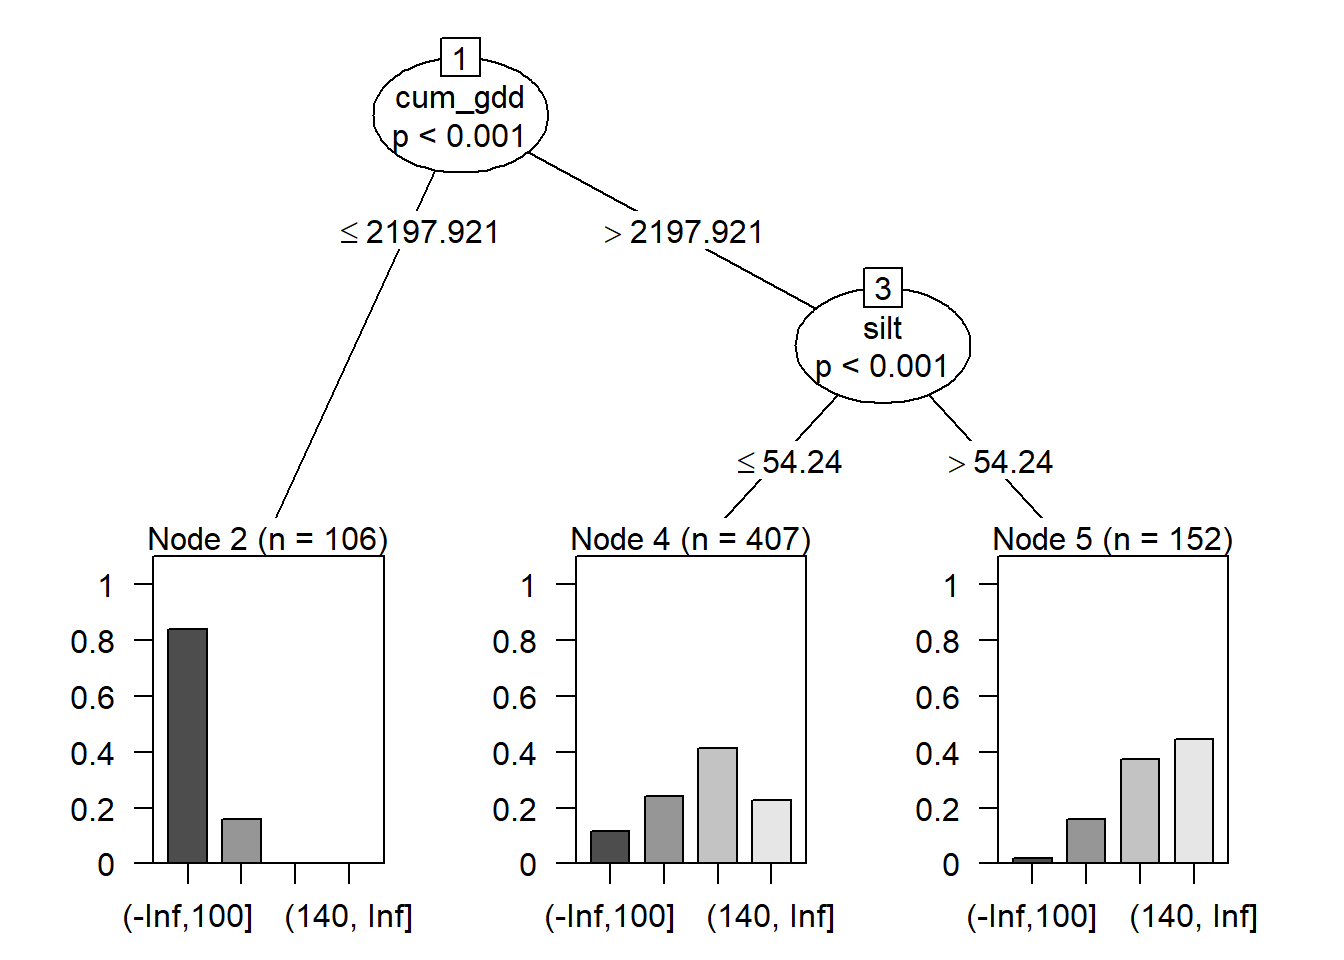 1
cum_gdd
p < 0.001
≤ 2197.921
> 2197.921
3
silt
p < 0.001
≤ 54.24
> 54.24
Node 2 (n = 106)
1
0.8
0.6
0.4
0.2
0
(-Inf,100]
(140, Inf]
Node 4 (n = 407)
1
0.8
0.6
0.4
0.2
0
(-Inf,100]
(140, Inf]
Node 5 (n = 152)
1
0.8
0.6
0.4
0.2
0
(-Inf,100]
(140, Inf]